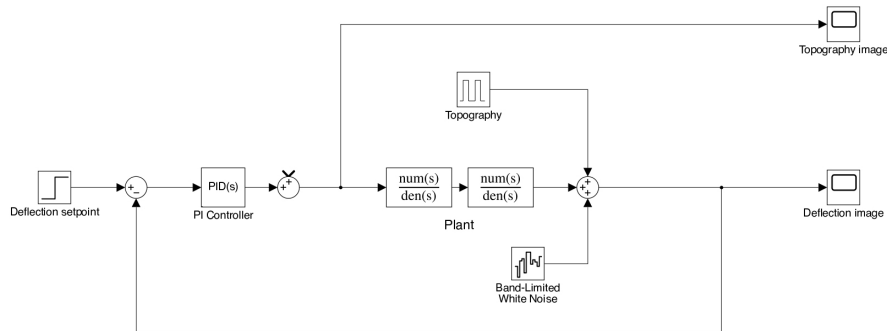 Topography image
Topography
+
+
+
+
−
PID(s)
+
+
num(s)
den(s)
num(s)
den(s)
+
Deflection setpoint
PI Controller
Plant
Deflection image
Band-Limited
White Noise